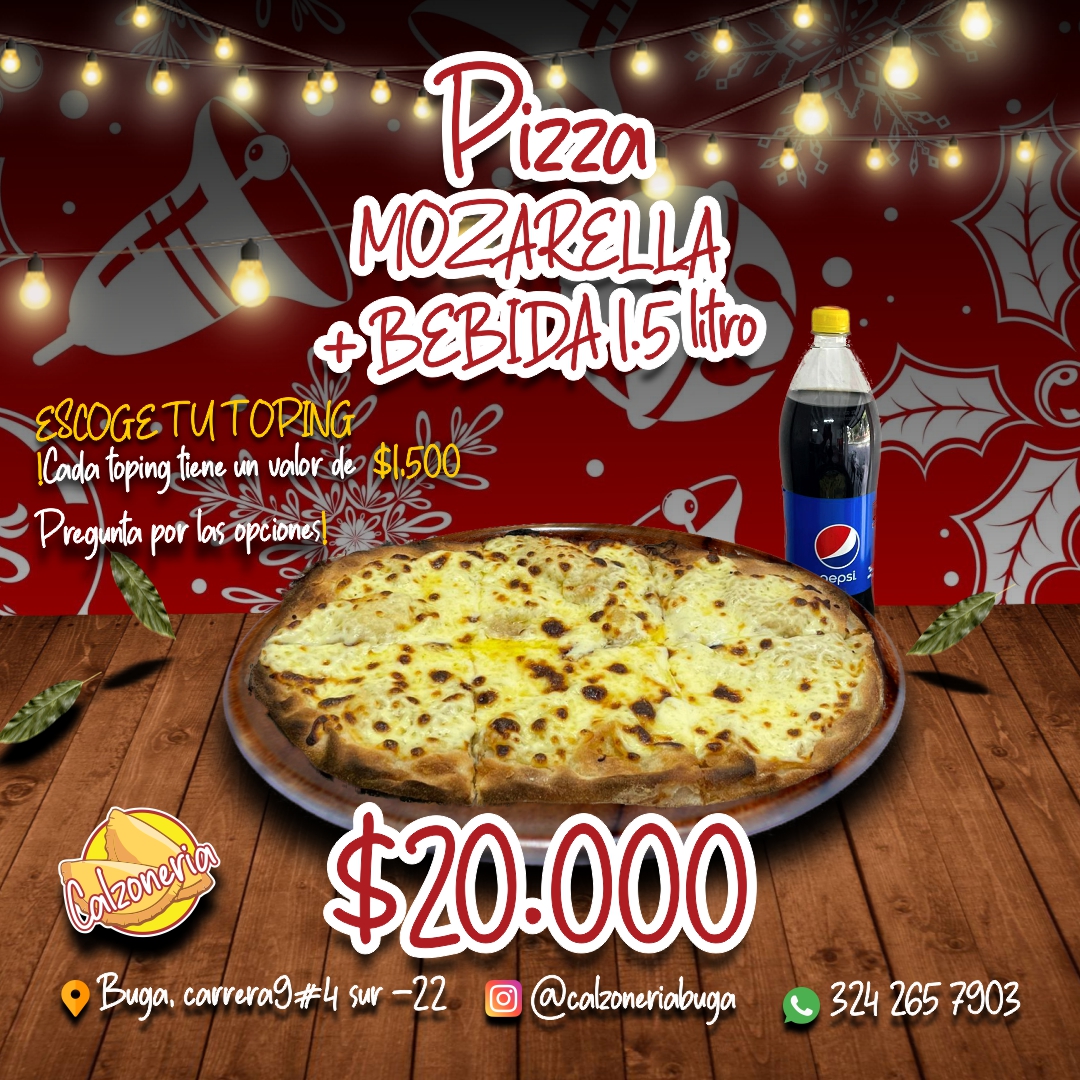 Pizza
MOZARELLA
+ BEBIDA 1.5 litro
ESCOGE TU TOPING
!Cada toping tiene un valor de $1.500
Pregunta por las opciones!
pepsi
$20.000
Calzoneria
Buga, carrera9#4 sur -22
@calzoneriabuga
324 265 7903